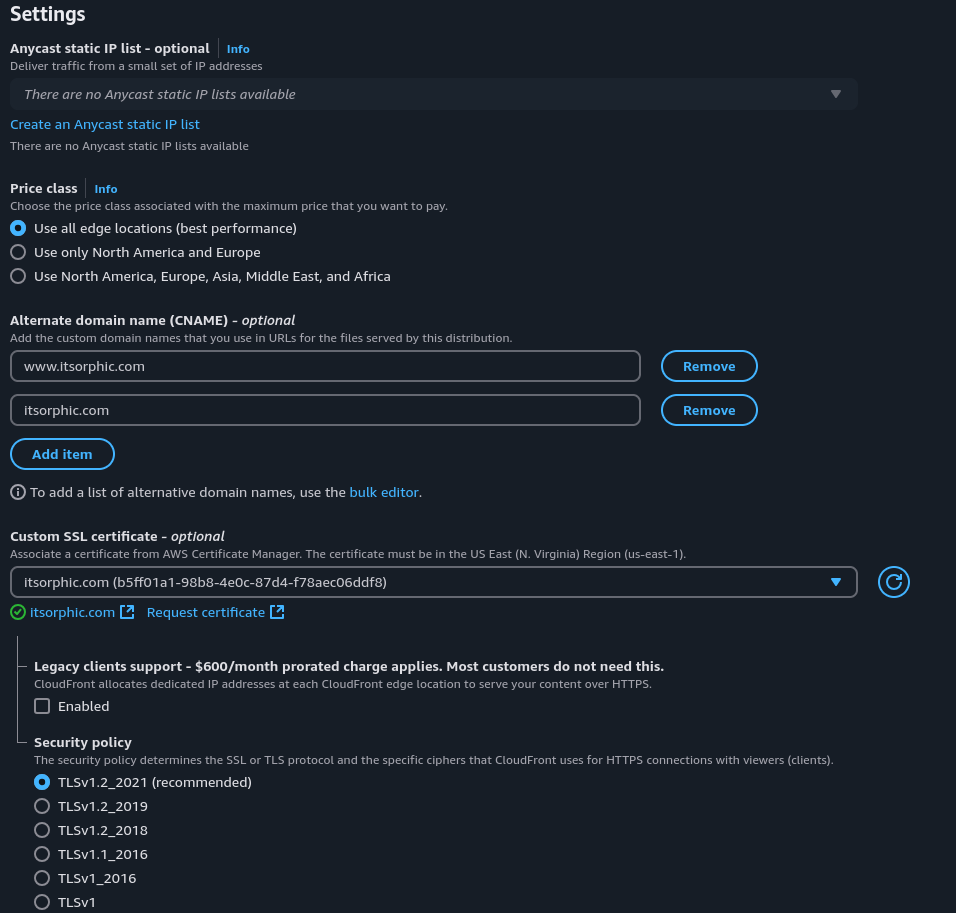 Settings
Anycast static IP list - optional Info
Deliver traffic from a small set of IP addresses
There are no Anycast static IP lists available
Create an Anycast static IP list
There are no Anycast static IP lists available
Price class Info
Choose the price class associated with the maximum price that you want to pay.
Use all edge locations (best performance)
Use only North America and Europe
Use North America, Europe, Asia, Middle East, and Africa
Alternate domain name (CNAME) - optional
Add the custom domain names that you use in URLs for the files served by this distribution.
www.itsorphic.com Remove
itsorphic.com Remove
Add item
To add a list of alternative domain names, use the bulk editor.
Custom SSL certificate - optional
Associate a certificate from AWS Certificate Manager. The certificate must be in the US East (N. Virginia) Region (us-east-1).
itsorphic.com (b5ff01a1-98b8-4e0c-87d4-f78aec06ddf8)
itsorphic.com Request certificate
Legacy clients support - $600/month prorated charge applies. Most customers do not need this.
CloudFront allocates dedicated IP addresses at each CloudFront edge location to serve your content over HTTPS.
Enabled
Security policy
The security policy determines the SSL or TLS protocol and the specific ciphers that CloudFront uses for HTTPS connections with viewers (clients).
TLSv1.2_2021 (recommended)
TLSv1.2_2019
TLSv1.2_2018
TLSv1.1_2016
TLSv1_2016
TLSv1